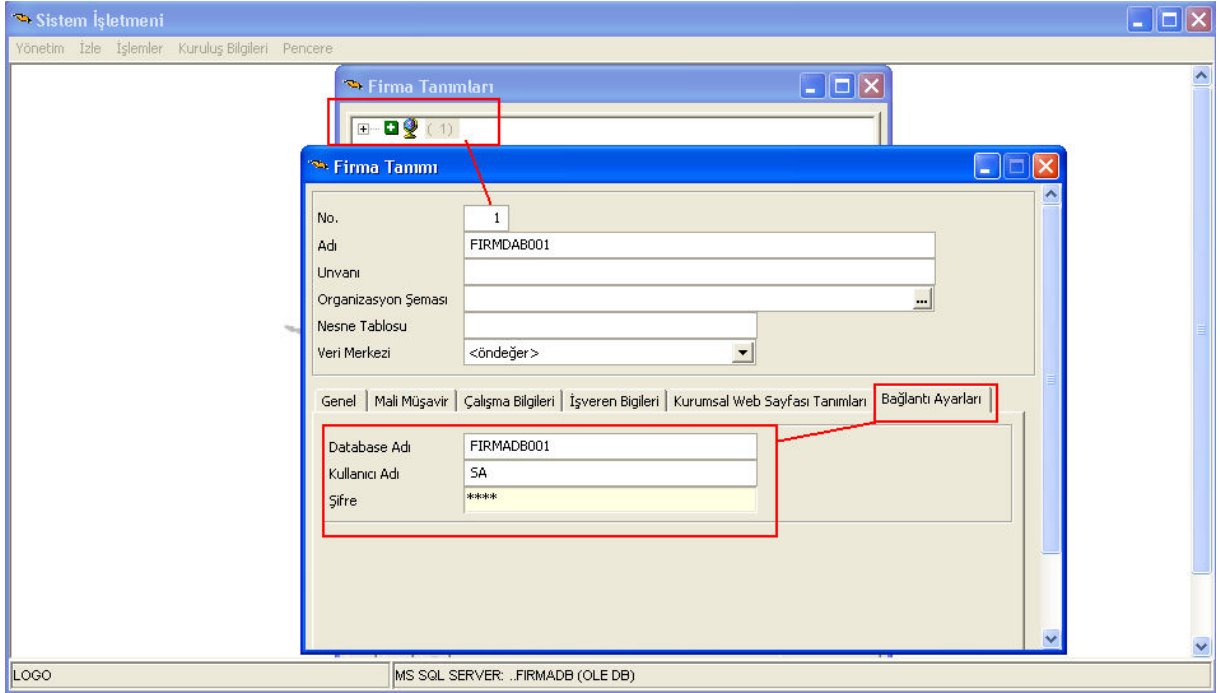 Sistem İşletmeni
Yönetim İzle İşlemler Kuruluş Bilgileri Pencere
Firma Tanımları
( 1)
Firma Tanımı
No. 1
Adı FIRMDAB001
Unvanı
Organizasyon Şeması ...
Nesne Tablosu
Veri Merkezi <öndeğer>
Genel Mali Müşavir Çalışma Bilgileri İşveren Bigileri Kurumsal Web Sayfası Tanımları Bağlantı Ayarları
Database Adı FIRMADB001
Kullanıcı Adı SA
Şifre ****
LOGO MS SQL SERVER: ..FIRMADB (OLE DB)